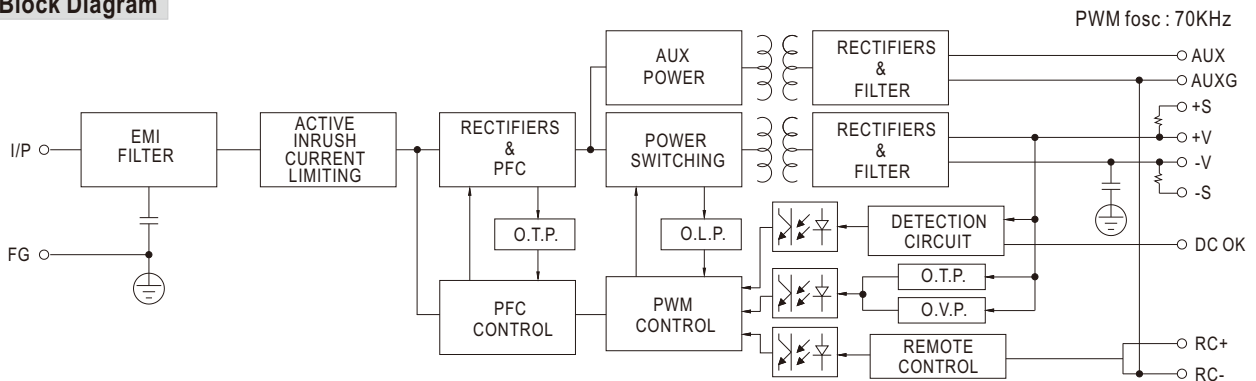 Block Diagram
PWM fosc : 70KHz
I/P
FG
EMI
FILTER
ACTIVE
INRUSH
CURRENT
LIMITING
RECTIFIERS
&
PFC
O.T.P.
PFC
CONTROL
AUX
POWER
POWER
SWITCHING
O.L.P.
PWM
CONTROL
RECTIFIERS
&
FILTER
RECTIFIERS
&
FILTER
DETECTION
CIRCUIT
O.T.P.
O.V.P.
REMOTE
CONTROL
AUX
AUXG
+S
+V
-V
-S
DC OK
RC+
RC-